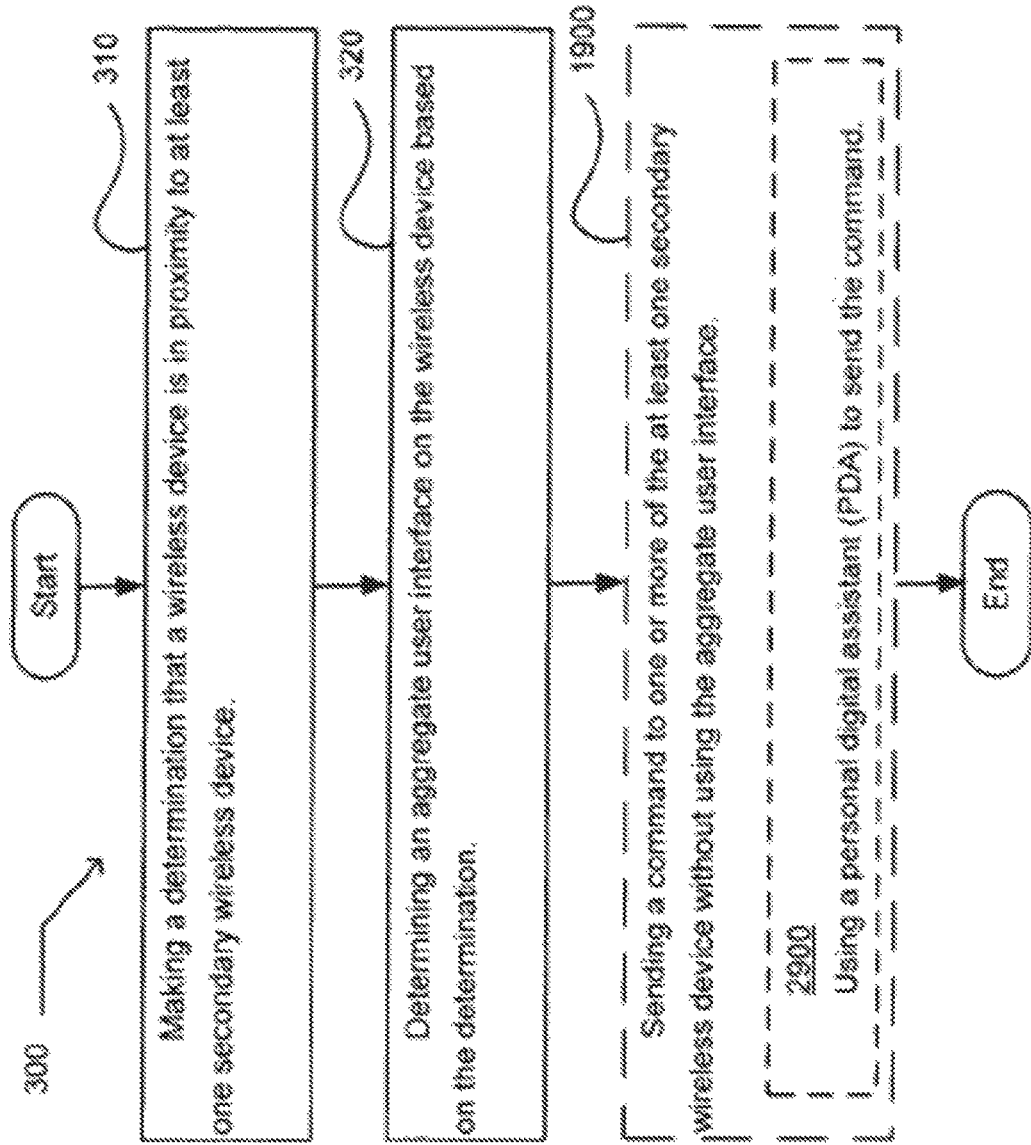 300
Start
310
Making a determination that a wireless device is in proximity to at least
one secondary wireless device.
320
Determining an aggregate user interface on the wireless device based
on the determination.
1900
Sending a command to one or more of the at least one secondary
wireless device without using the aggregate user interface.
2900
Using a personal digital assistant (PDA) to send the command.
End